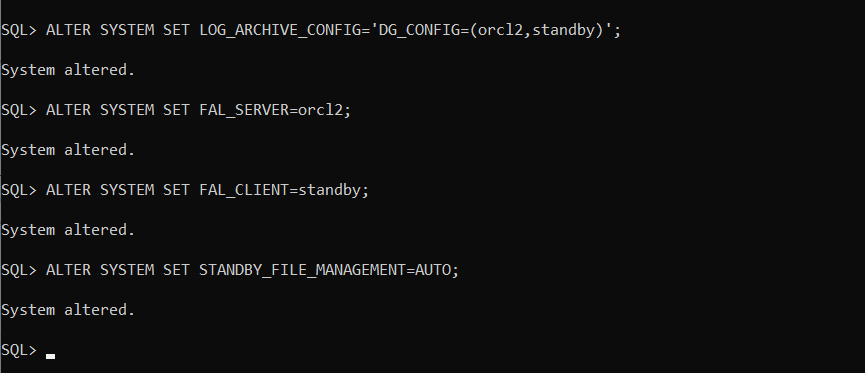 SQL> ALTER SYSTEM SET LOG_ARCHIVE_CONFIG='DG_CONFIG=(orcl2,standby)';
System altered.
SQL> ALTER SYSTEM SET FAL_SERVER=orcl2;
System altered.
SQL> ALTER SYSTEM SET FAL_CLIENT=standby;
System altered.
SQL> ALTER SYSTEM SET STANDBY_FILE_MANAGEMENT=AUTO;
System altered.
SQL>